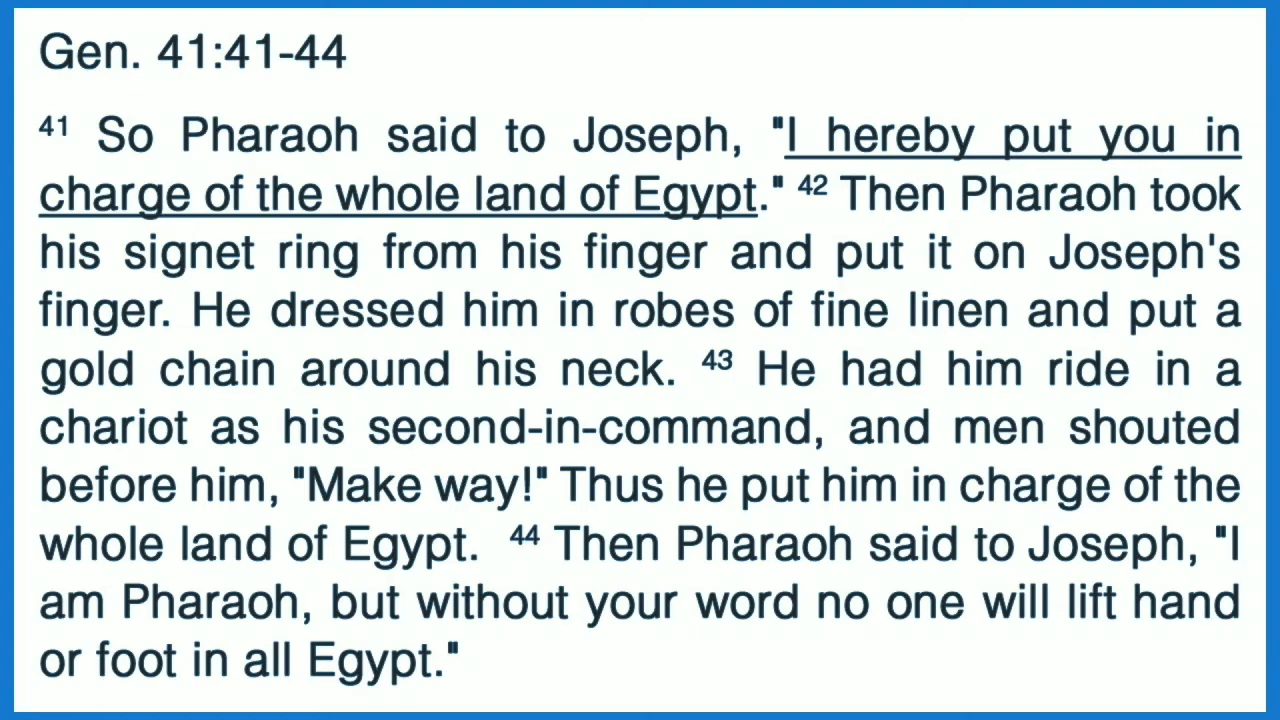 Gen. 41:41-44
41 So Pharaoh said to Joseph, "I hereby put you in
charge of the whole land of Egypt." 42 Then Pharaoh took
his signet ring from his finger and put it on Joseph's
finger. He dressed him in robes of fine linen and put a
gold chain around his neck. 43 He had him ride in a
chariot as his second-in-command, and men shouted
before him, "Make way!" Thus he put him in charge of the
whole land of Egypt. 44 Then Pharaoh said to Joseph, "I
am Pharaoh, but without your word no one will lift hand
or foot in all Egypt."